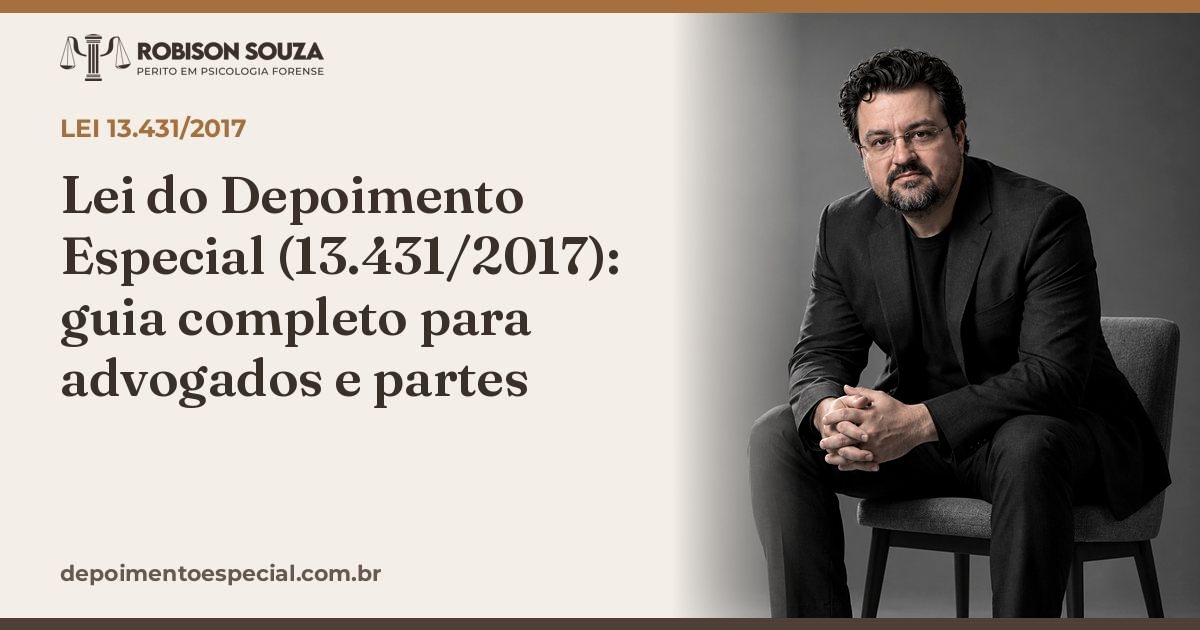 ROBISON SOUZA
PERITO EM PSICOLOGIA FORENSE
LEI 13.431/2017
Lei do Depoimento
Especial (13.431/2017):
guia completo para
advogados e partes
depoimentoespecial.com.br